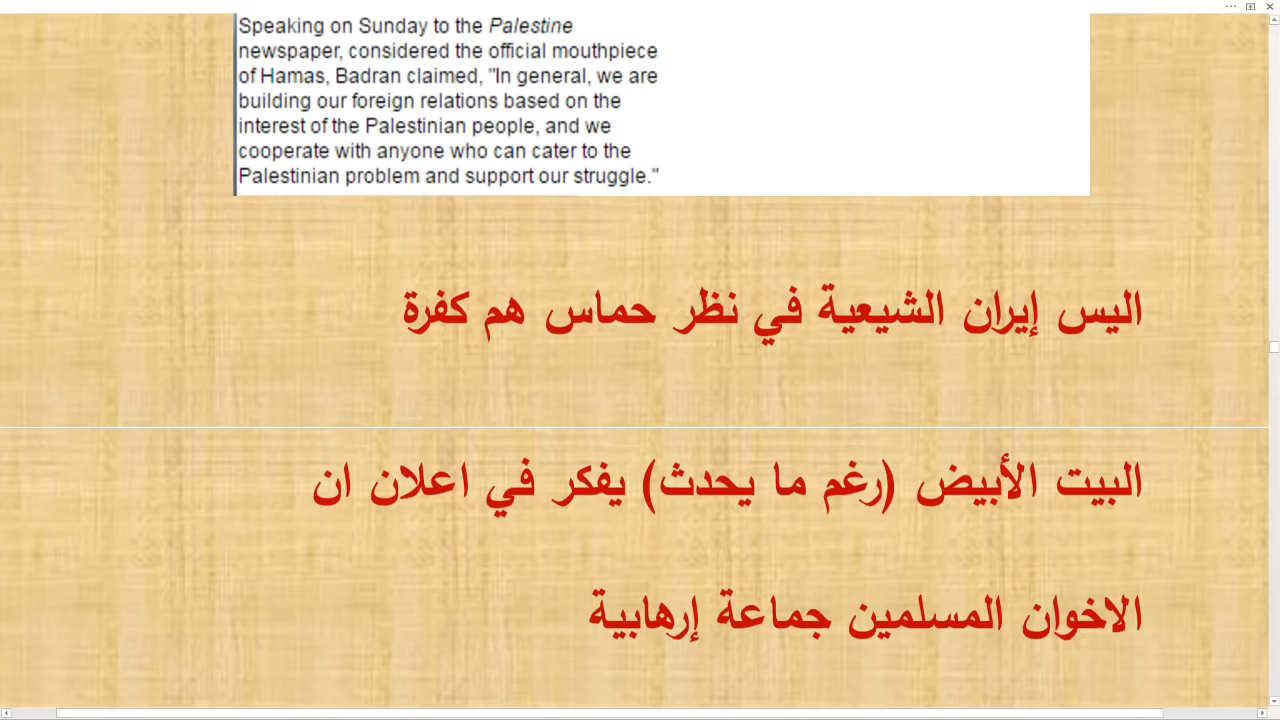 Speaking on Sunday to the Palestine
newspaper, considered the official mouthpiece
of Hamas, Badran claimed, "In general, we are
building our foreign relations based on the
interest of the Palestinian people, and we
cooperate with anyone who can cater to the
Palestinian problem and support our struggle."
اليس إيران الشيعية في نظر حماس هم كفرة
البيت الأبيض (رغم ما يحدث) يفكر في اعلان ان
الاخوان المسلمين جماعة إرهابية